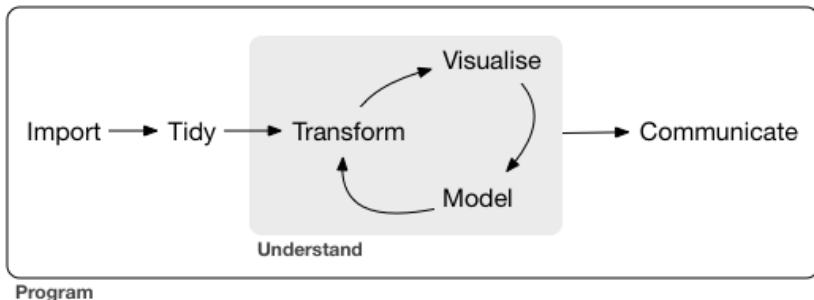 Visualise
Import
Tidy
Transform
Communicate
Model
Understand
Program